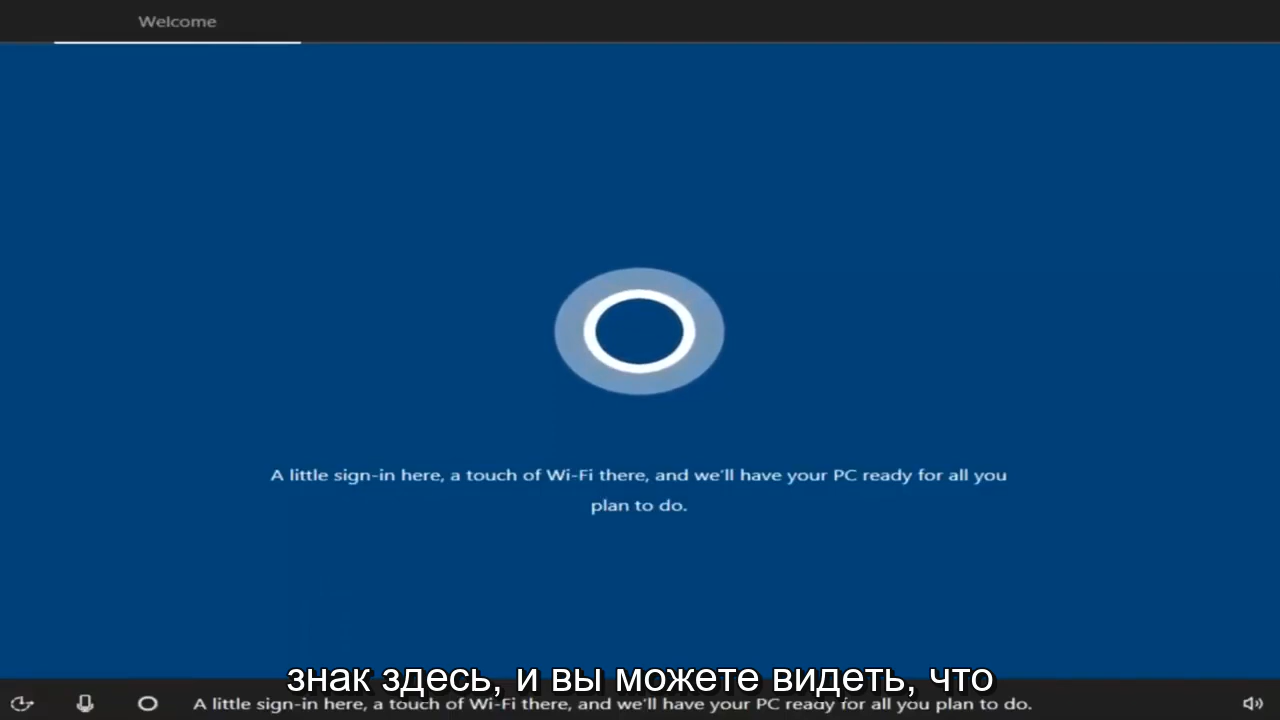 Welcome
A little sign-in here, a touch of Wi-Fi there, and we'll have your PC ready for all you
plan to do.
знак здесь, и вы можете видеть, что
A little sign-in here, a touch of Wi-Fi there, and we'll have your PC ready for all you plan to do.